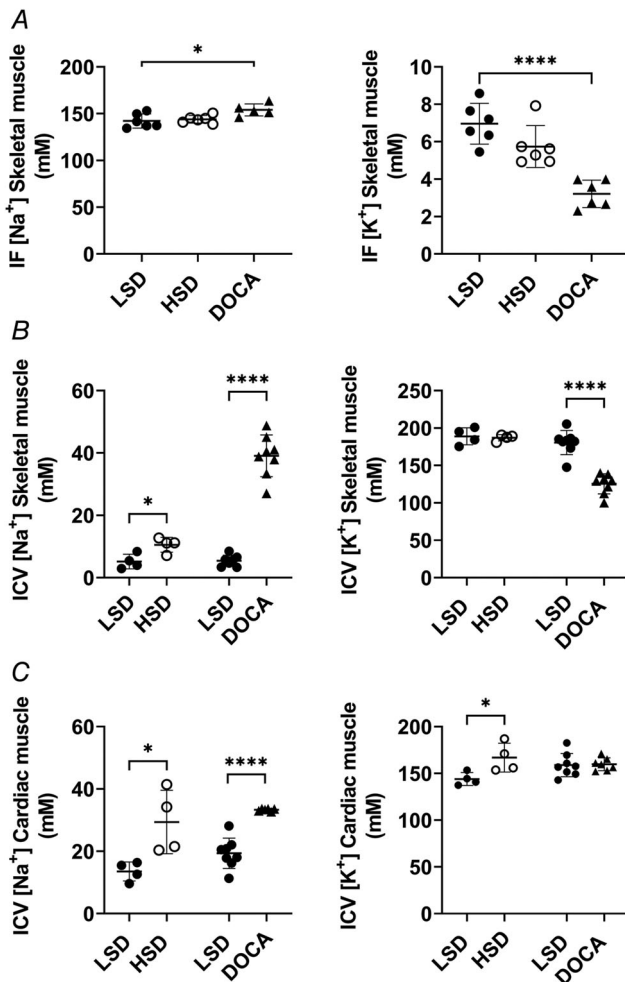 A
IF [Na⁺] Skeletal muscle
(mM)
200
150
100
50
0
*
LSD
HSD
DOCA
IF [K⁺] Skeletal muscle
(mM)
10
8
6
4
2
0
****
LSD
HSD
DOCA
B
ICV [Na⁺] Skeletal muscle
(mM)
60
40
20
0
*
****
LSD
HSD
LSD
DOCA
ICV [K⁺] Skeletal muscle
(mM)
250
200
150
100
50
0
****
LSD
HSD
LSD
DOCA
C
ICV [Na⁺] Cardiac muscle
(mM)
60
40
20
0
*
****
LSD
HSD
LSD
DOCA
ICV [K⁺] Cardiac muscle
(mM)
200
150
100
50
0
*
LSD
HSD
LSD
DOCA